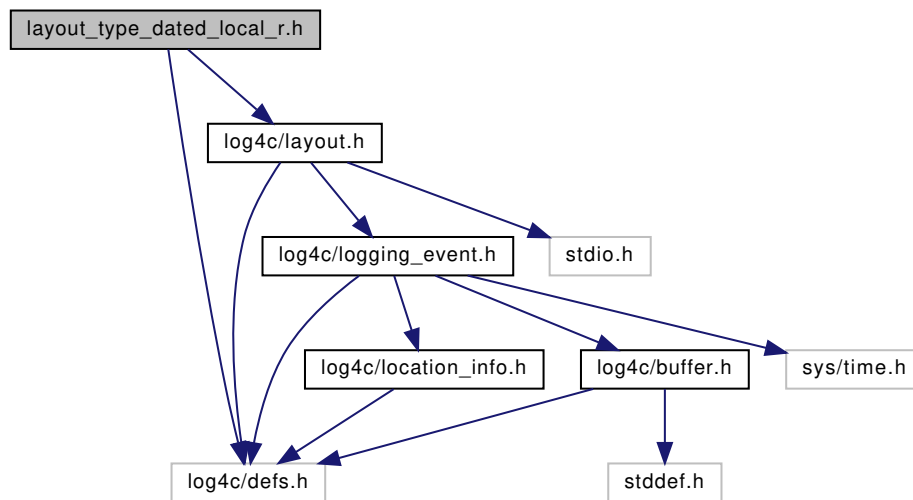 layout_type_dated_local_r.h
log4c/layout.h
log4c/logging_event.h
stdio.h
log4c/location_info.h
log4c/buffer.h
sys/time.h
log4c/defs.h
stddef.h